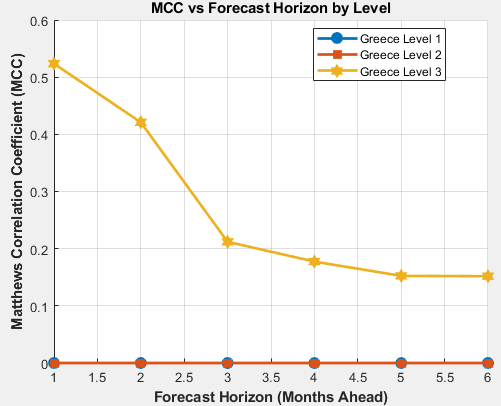 MCC vs Forecast Horizon by Level
Greece Level 1
Greece Level 2
Greece Level 3
Matthews Correlation Coefficient (MCC)
0.6
0.5
0.4
0.3
0.2
0.1
0
1 1.5 2 2.5 3 3.5 4 4.5 5 5.5 6
Forecast Horizon (Months Ahead)